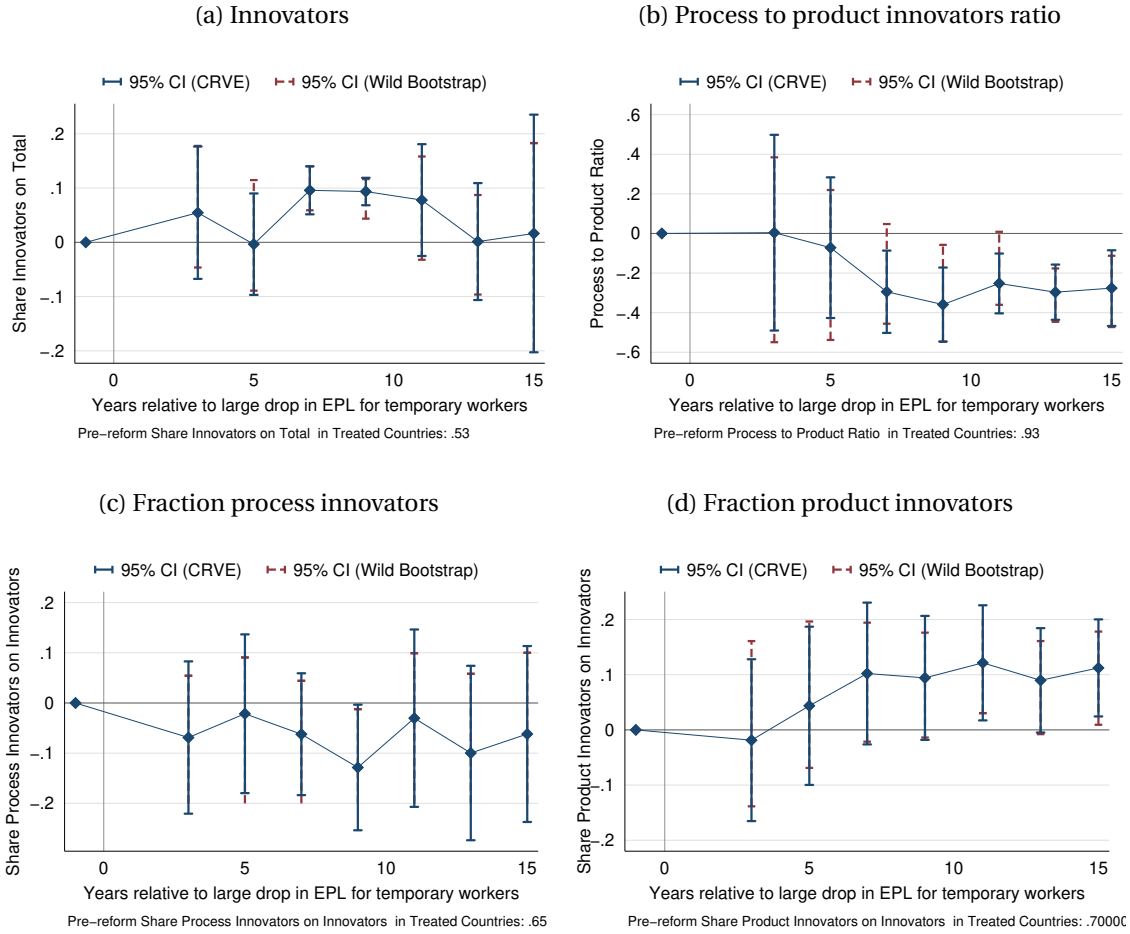 (a) Innovators
95% CI (CRVE) 95% CI (Wild Bootstrap)
Share Innovators on Total
.2
.1
0
−.1
−.2
0 5 10 15
Years relative to large drop in EPL for temporary workers
Pre−reform Share Innovators on Total in Treated Countries: .53
(b) Process to product innovators ratio
95% CI (CRVE) 95% CI (Wild Bootstrap)
Process to Product Ratio
.6
.4
.2
0
−.2
−.4
−.6
0 5 10 15
Years relative to large drop in EPL for temporary workers
Pre−reform Process to Product Ratio in Treated Countries: .93
(c) Fraction process innovators
95% CI (CRVE) 95% CI (Wild Bootstrap)
Share Process Innovators on Innovators
.2
.1
0
−.1
−.2
0 5 10 15
Years relative to large drop in EPL for temporary workers
Pre−reform Share Process Innovators on Innovators in Treated Countries: .65
(d) Fraction product innovators
95% CI (CRVE) 95% CI (Wild Bootstrap)
Share Product Innovators on Innovators
.2
.1
0
−.1
−.2
0 5 10 15
Years relative to large drop in EPL for temporary workers
Pre−reform Share Product Innovators on Innovators in Treated Countries: .70000